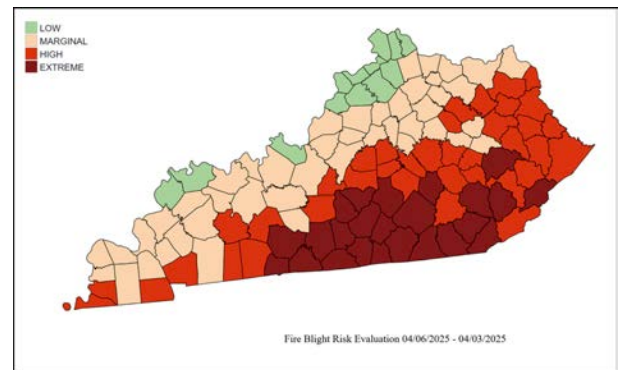 LOW
MARGINAL
HIGH
EXTREME
Fire Blight Risk Evaluation 04/06/2025 - 04/03/2025